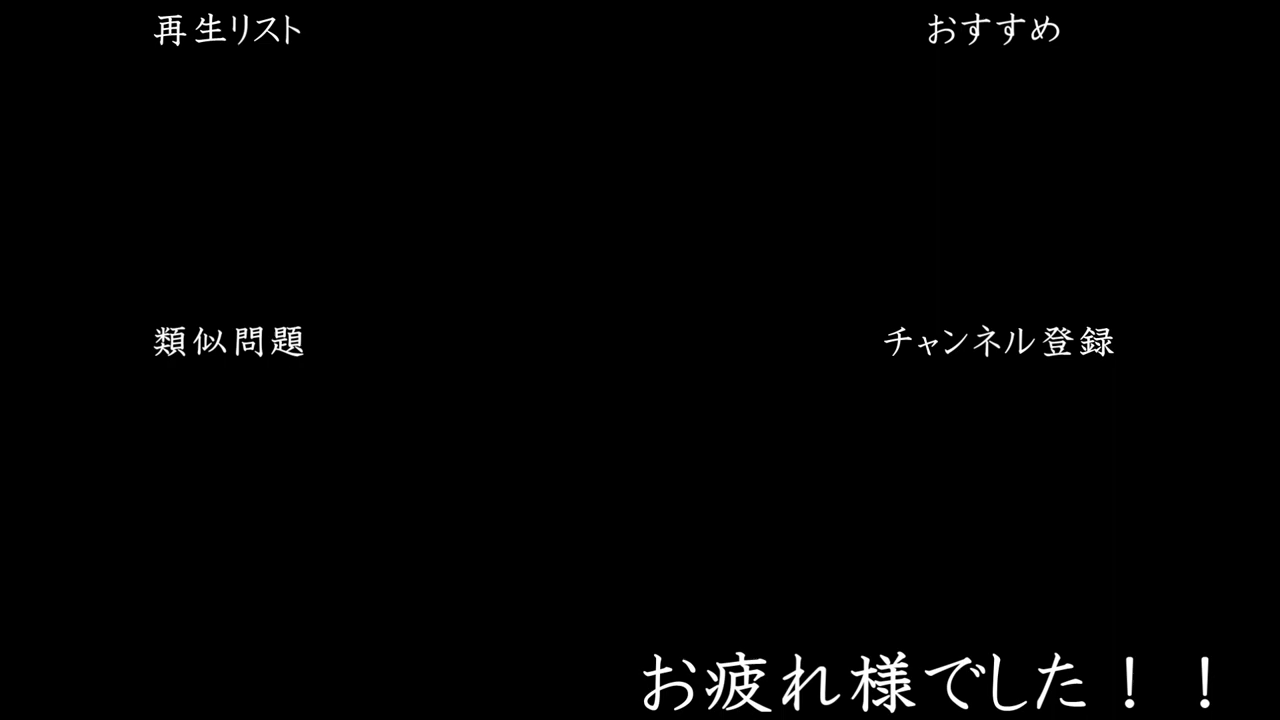 再生リスト
おすすめ
類似問題
チャンネル登録
お疲れ様でした！！